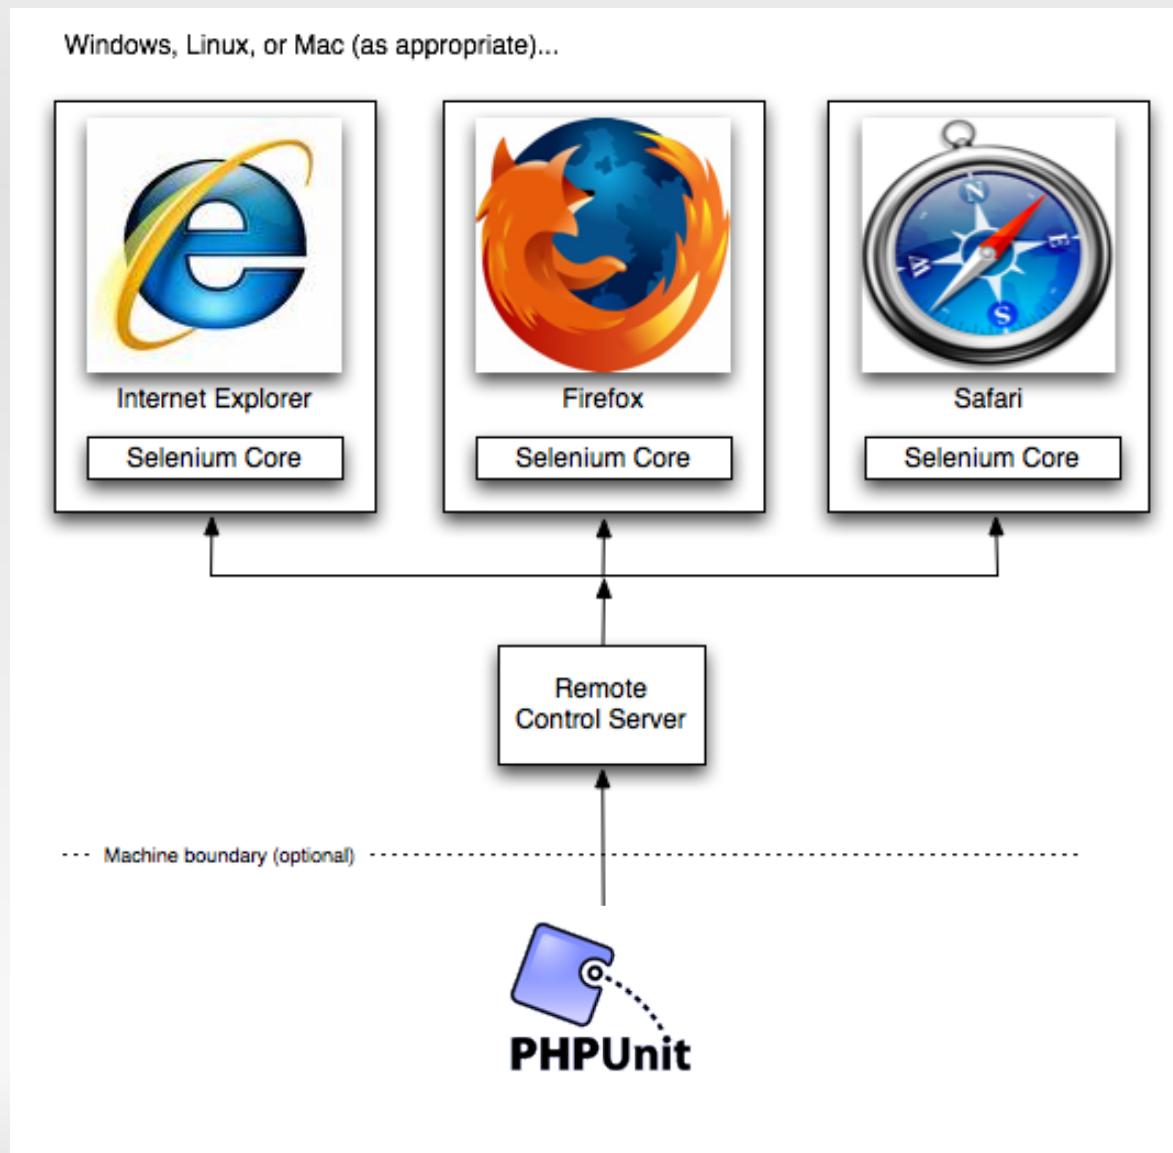 Windows, Linux, or Mac (as appropriate)...
Internet Explorer
Selenium Core
Firefox
Selenium Core
N
E
W
S
Safari
Selenium Core
Remote
Control Server
Machine boundary (optional)
PHPUnit